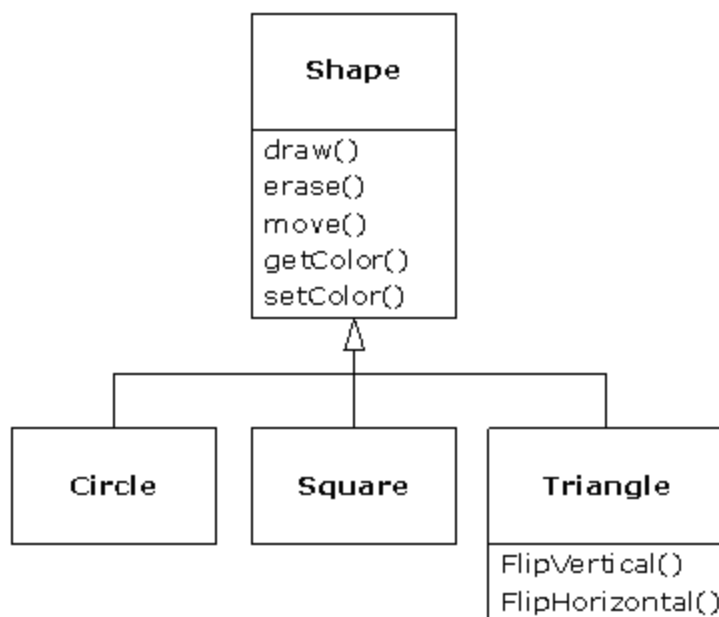 Shape
draw()
erase()
move()
getColor()
setColor()
Circle
Square
Triangle
FlipVertical()
FlipHorizontal()